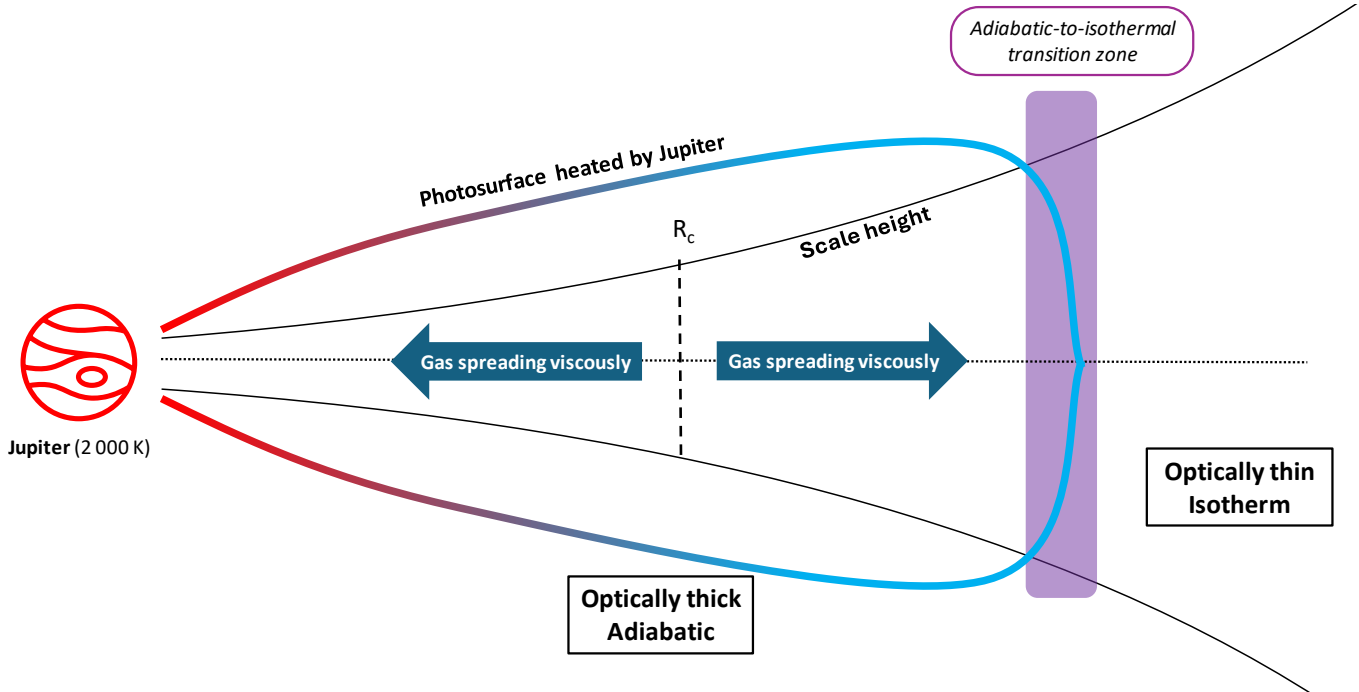 Adiabatic-to-isothermal
transition zone
Photosurface heated by Jupiter
Scale height
R_c
Gas spreading viscously
Gas spreading viscously
Jupiter (2 000 K)
Optically thin
Isotherm
Optically thick
Adiabatic